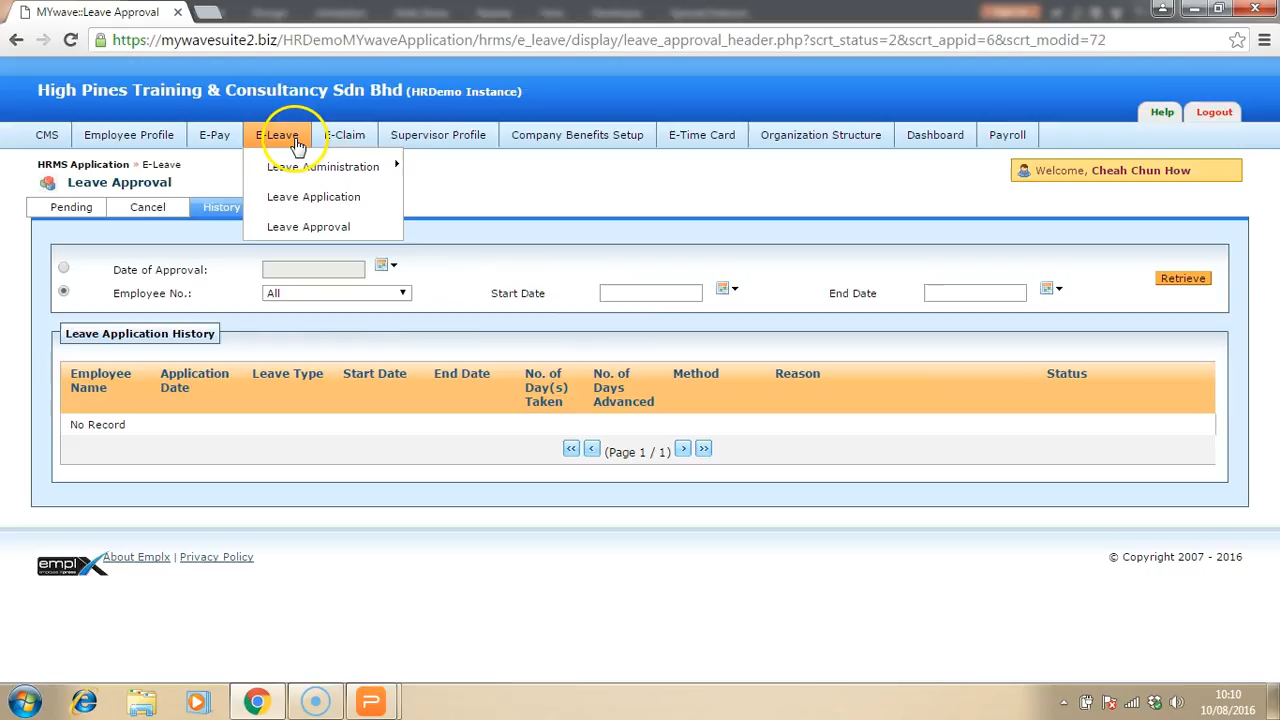 MYwave::Leave Approval
https://mywavesuite2.biz/HRDemoMYwaveApplication/hrms/e_leave/display/leave_approval_header.php?scrt_status=2&scrt_appid=6&scrt_modid=72
High Pines Training & Consultancy Sdn Bhd (HRDemo Instance)
Help Logout
CMS Employee Profile E-Pay E-Leave E-Claim Supervisor Profile Company Benefits Setup E-Time Card Organization Structure Dashboard Payroll
HRMS Application » E-Leave
Leave Administration
Welcome, Cheah Chun How
Leave Approval
Leave Application
Pending Cancel History
Leave Approval
Date of Approval:
Retrieve
Employee No.: All Start Date End Date
Leave Application History
Employee Name Application Date Leave Type Start Date End Date No. of Day(s) Taken No. of Days Advanced Method Reason Status
No Record
<< < (Page 1 / 1) > >>
emplx About Emplx | Privacy Policy
© Copyright 2007 - 2016
10:10
10/08/2016